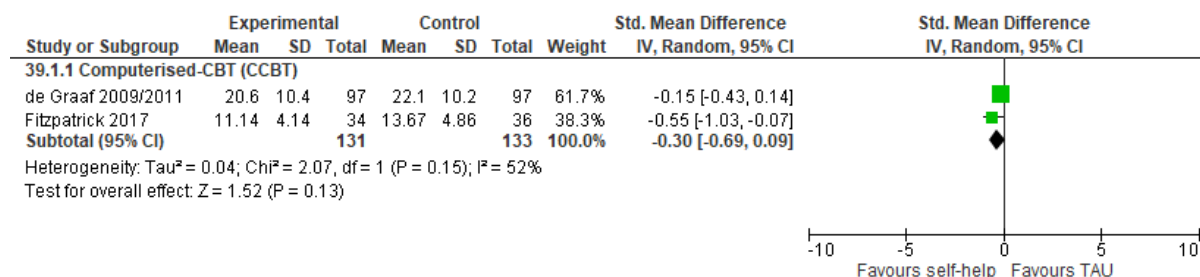 Experimental Control Std. Mean Difference Std. Mean Difference
Study or Subgroup Mean SD Total Mean SD Total Weight IV, Random, 95% CI IV, Random, 95% CI
39.1.1 Computerised-CBT (CCBT)
de Graaf 2009/2011 20.6 10.4 97 22.1 10.2 97 61.7% -0.15 [-0.43, 0.14]
Fitzpatrick 2017 11.14 4.14 34 13.67 4.86 36 38.3% -0.55 [-1.03, -0.07]
Subtotal (95% CI) 131 133 100.0% -0.30 [-0.69, 0.09]
Heterogeneity: Tau² = 0.04; Chi² = 2.07, df = 1 (P = 0.15); I² = 52%
Test for overall effect: Z = 1.52 (P = 0.13)
-10 -5 0 5 10
Favours self-help Favours TAU